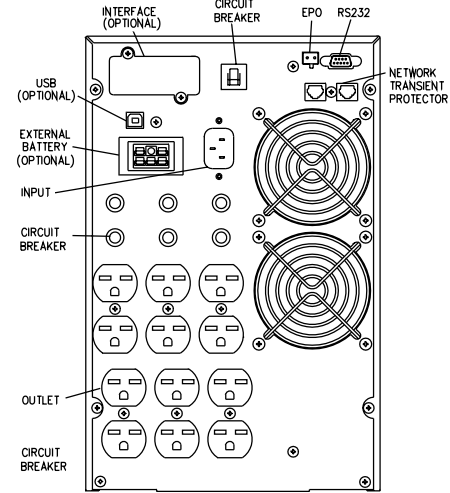 INTERFACE
(OPTIONAL)
CIRCUIT
BREAKER
EPO
RS232
NETWORK
TRANSIENT
PROTECTOR
USB
(OPTIONAL)
EXTERNAL
BATTERY
(OPTIONAL)
INPUT
CIRCUIT
BREAKER
OUTLET
CIRCUIT
BREAKER